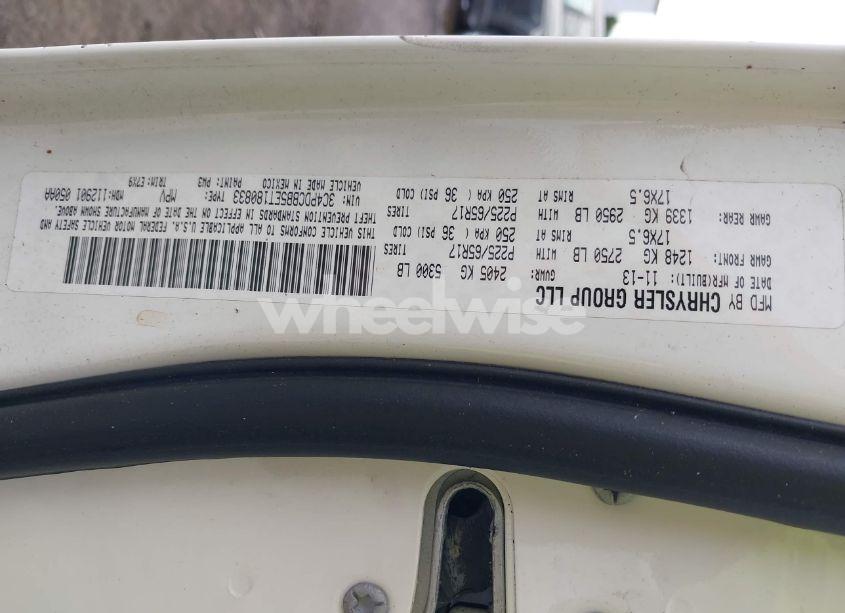 MFD BY CHRYSLER GROUP LLC
DATE OF MFR(BUILT): 11-13
GVWR: 2405 KG 5300 LB
GAWR FRONT: 1248 KG 2750 LB WITH P225/65R17 TIRES
17X6.5 RIMS AT 250 KPA ( 36 PSI) COLD
GAWR REAR: 1339 KG 2950 LB WITH P225/65R17 TIRES
17X6.5 RIMS AT 250 KPA ( 36 PSI) COLD
THIS VEHICLE CONFORMS TO ALL APPLICABLE U.S.A. FEDERAL MOTOR VEHICLE SAFETY AND
THEFT PREVENTION STANDARDS IN EFFECT ON THE DATE OF MANUFACTURE SHOWN ABOVE.
VIN: 3C4PDCBB5ET180833 TYPE: MPV MDH:112901 050AA
VEHICLE MADE IN MEXICO PAINT: PW3 TRIM: E7X9
wheelwise